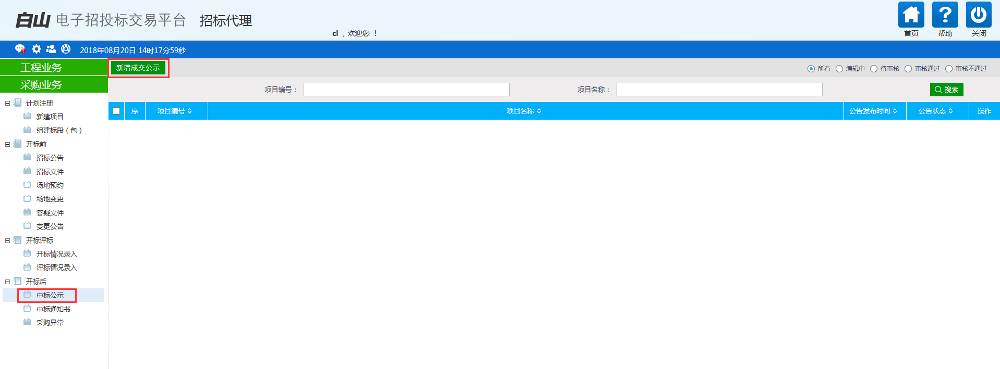 白山 电子招投标交易平台 招标代理
cl ，欢迎您 ！
首页 帮助 关闭
2018年08月20日 14时17分59秒
工程业务
采购业务
计划注册
新建项目
组建标段（包）
开标前
招标公告
招标文件
场地预约
场地变更
答疑文件
变更公告
开标评标
开标情况录入
评标情况录入
开标后
中标公示
中标通知书
采购异常
新增成交公示
所有 编辑中 待审核 审核通过 审核不通过
项目编号： 项目名称： 搜索
序 项目编号 项目名称 公告发布时间 公告状态 操作